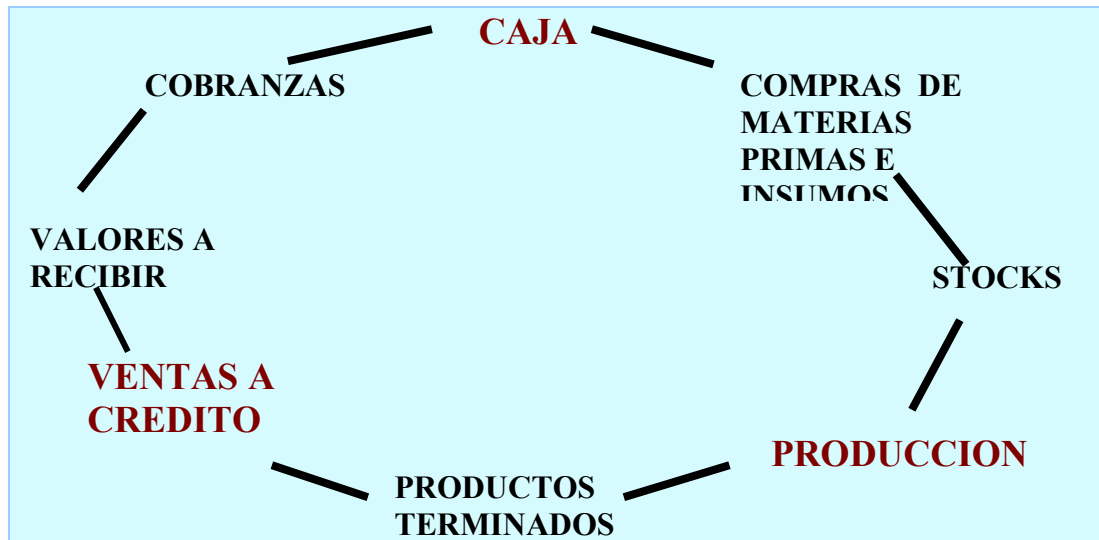 CAJA
COBRANZAS
COMPRAS DE
MATERIAS
PRIMAS E
INSUMOS
VALORES A
RECIBIR
STOCKS
VENTAS A
CREDITO
PRODUCCION
PRODUCTOS
TERMINADOS